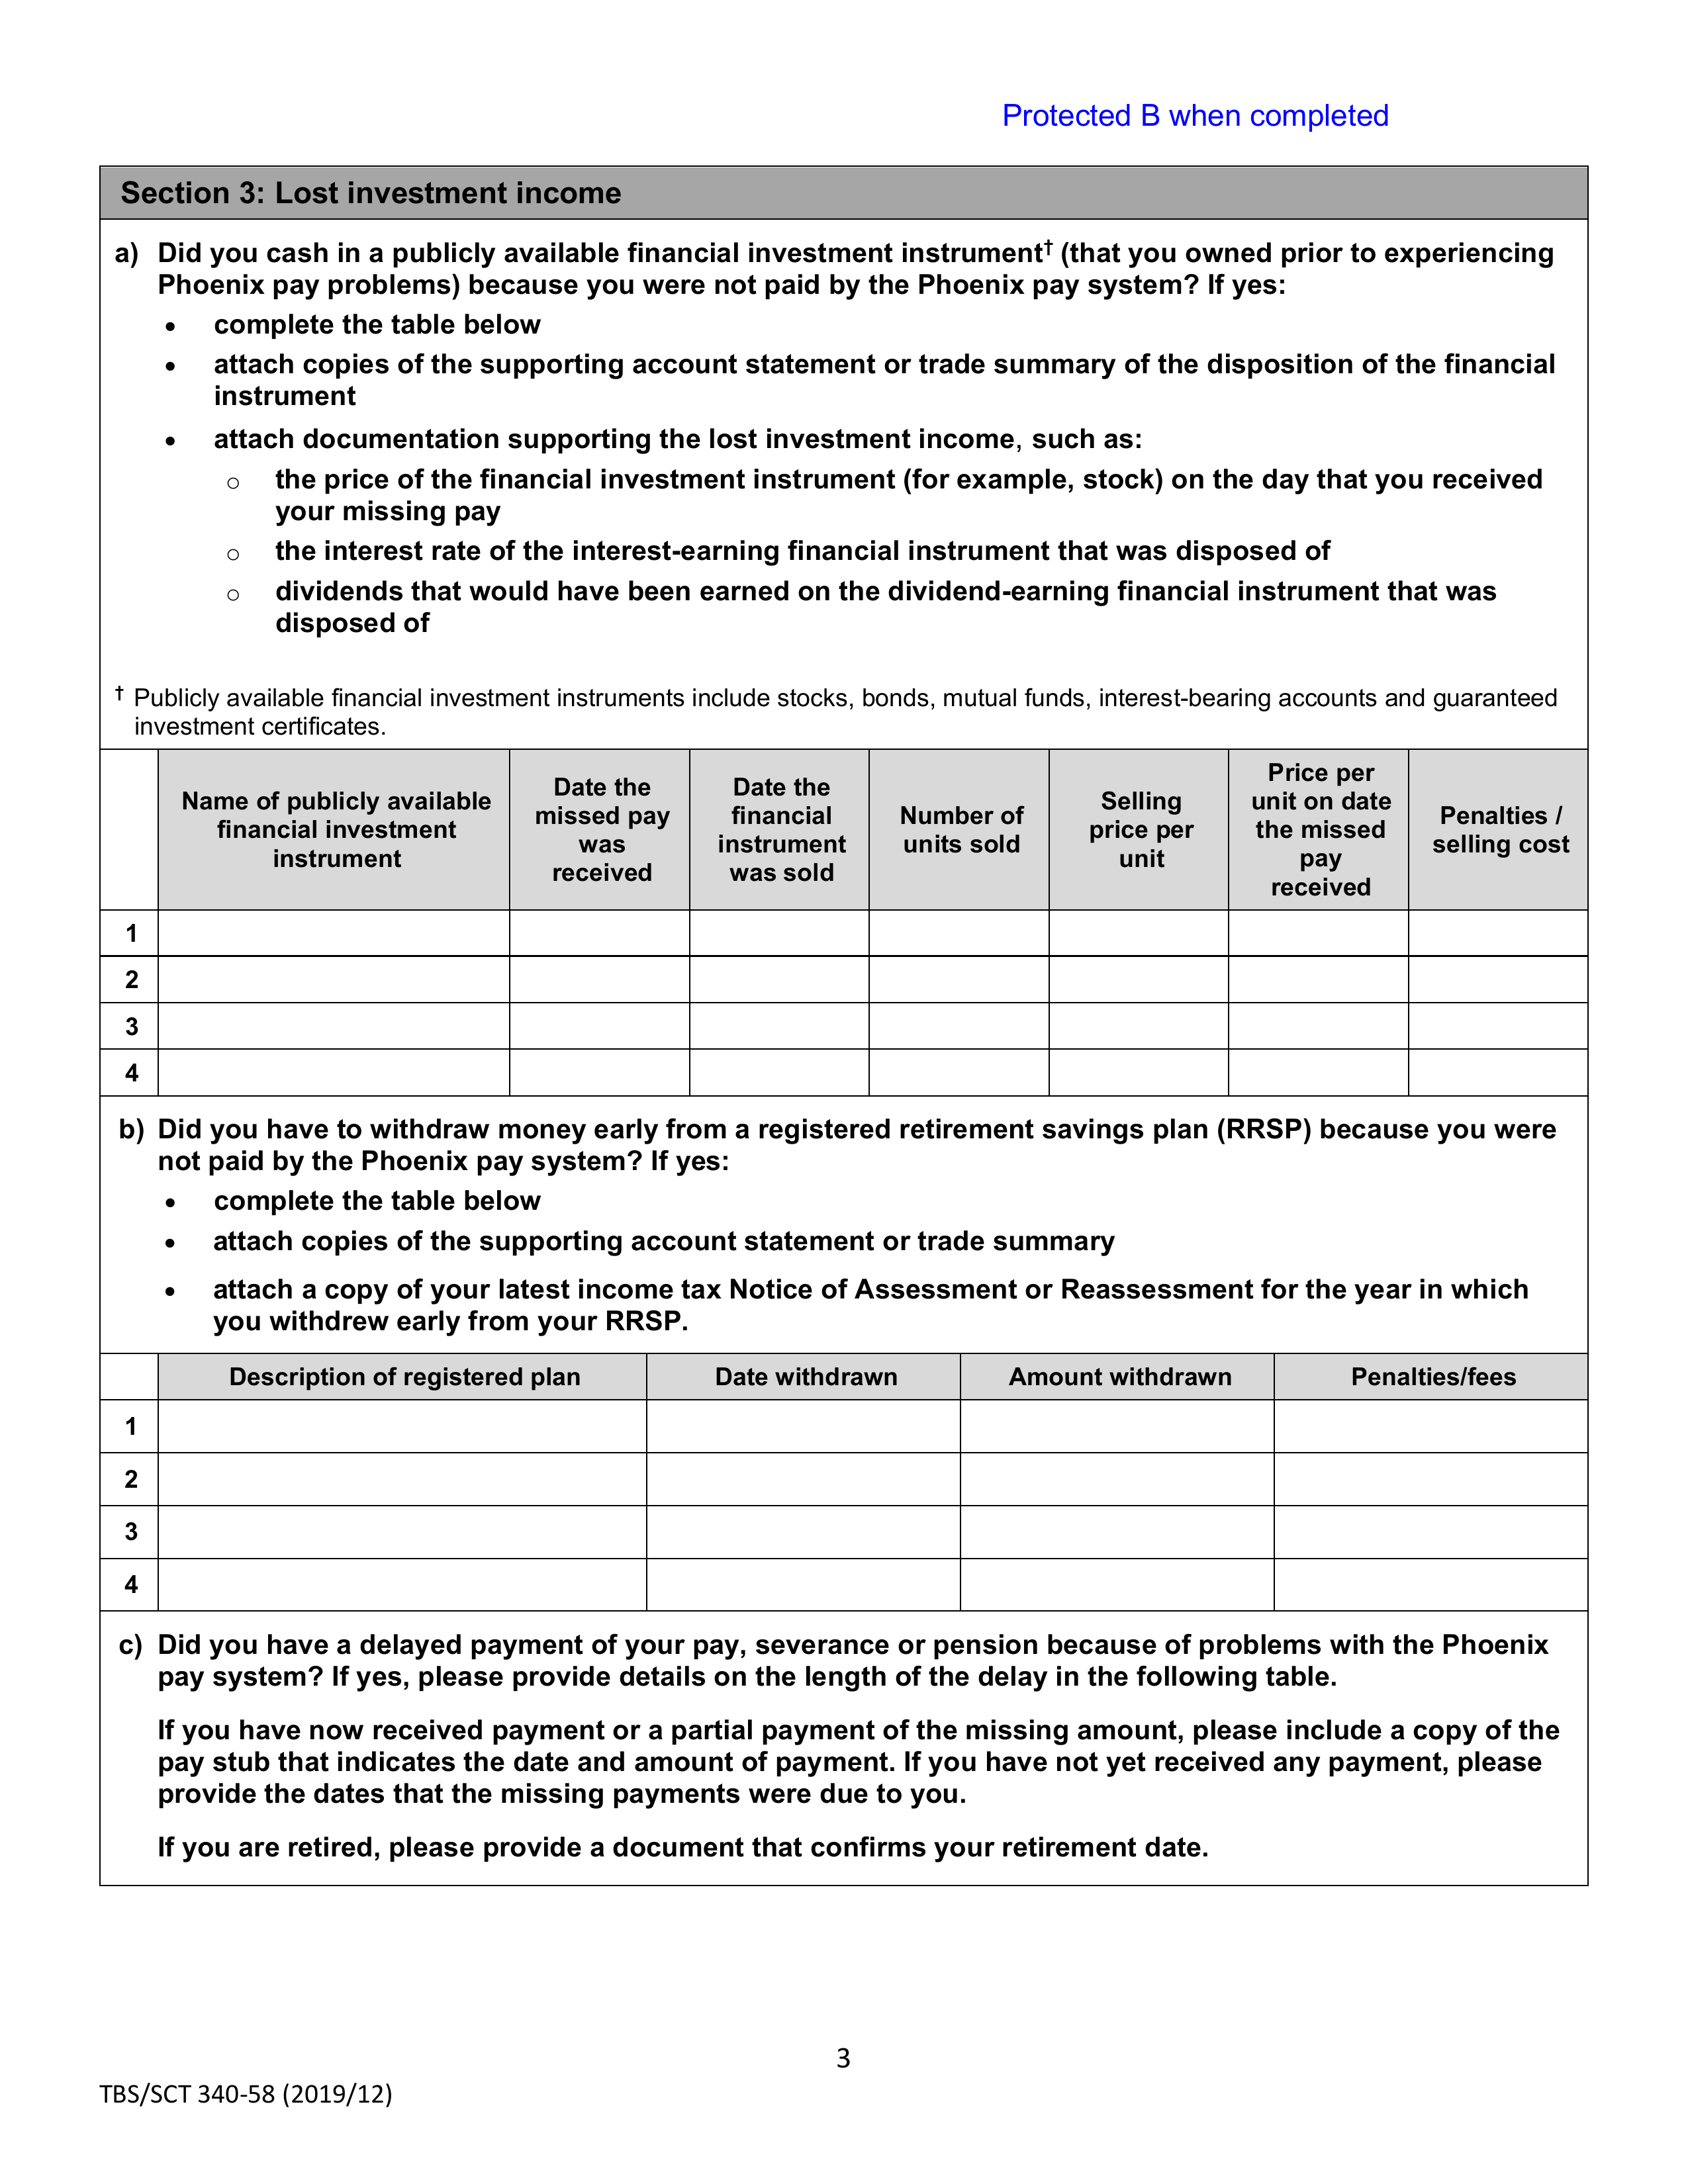 Protected B when completed
Section 3: Lost investment income
a) Did you cash in a publicly available financial investment instrument† (that you owned prior to experiencing
Phoenix pay problems) because you were not paid by the Phoenix pay system? If yes:
• complete the table below
• attach copies of the supporting account statement or trade summary of the disposition of the financial
instrument
• attach documentation supporting the lost investment income, such as:
○ the price of the financial investment instrument (for example, stock) on the day that you received
your missing pay
○ the interest rate of the interest-earning financial instrument that was disposed of
○ dividends that would have been earned on the dividend-earning financial instrument that was
disposed of
† Publicly available financial investment instruments include stocks, bonds, mutual funds, interest-bearing accounts and guaranteed
investment certificates.
Name of publicly available
financial investment
instrument
Date the
missed pay
was
received
Date the
financial
instrument
was sold
Number of
units sold
Selling
price per
unit
Price per
unit on date
the missed
pay
received
Penalties /
selling cost
1
2
3
4
b) Did you have to withdraw money early from a registered retirement savings plan (RRSP) because you were
not paid by the Phoenix pay system? If yes:
• complete the table below
• attach copies of the supporting account statement or trade summary
• attach a copy of your latest income tax Notice of Assessment or Reassessment for the year in which
you withdrew early from your RRSP.
Description of registered plan Date withdrawn Amount withdrawn Penalties/fees
1
2
3
4
c) Did you have a delayed payment of your pay, severance or pension because of problems with the Phoenix
pay system? If yes, please provide details on the length of the delay in the following table.
If you have now received payment or a partial payment of the missing amount, please include a copy of the
pay stub that indicates the date and amount of payment. If you have not yet received any payment, please
provide the dates that the missing payments were due to you.
If you are retired, please provide a document that confirms your retirement date.
3
TBS/SCT 340-58 (2019/12)